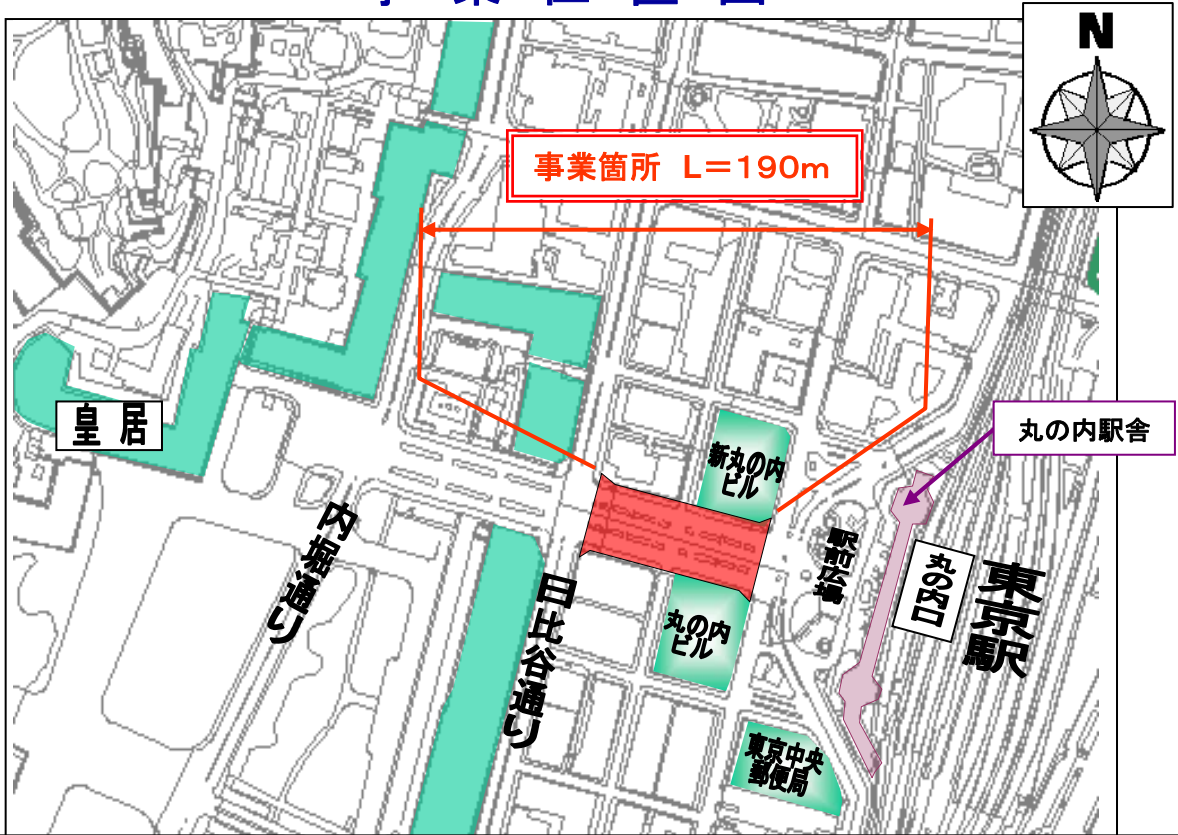 N
事業箇所 L=190m
皇居
新丸の内
ビル
丸の内駅舎
内堀通り
日比谷通り
駅前広場
丸の内口
東京駅
丸の内
ビル
東京中央
郵便局